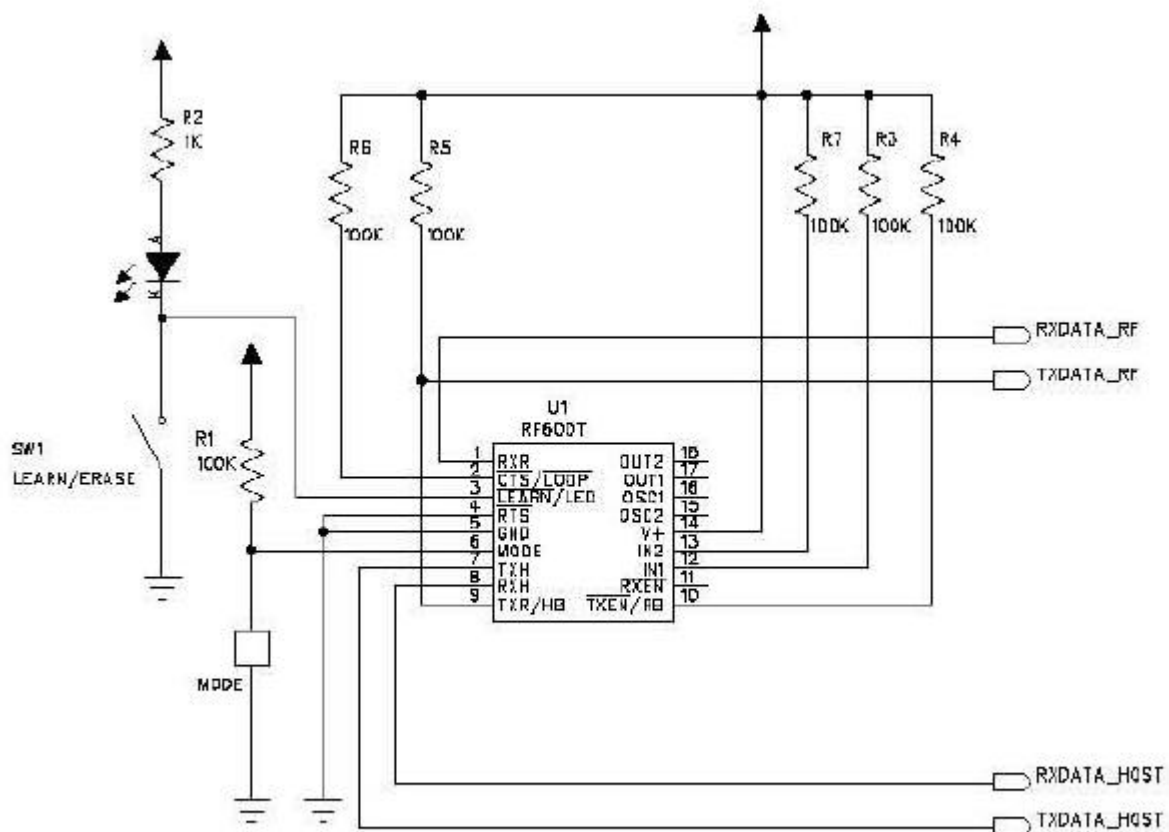 R2
1K
R6
100K
R5
100K
R7
100K
R3
100K
R4
100K
A
K
RXDATA_RF
TXDATA_RF
SW1
LEARN/ERASE
R1
100K
U1
RF600T
1 RXR OUT2 18
2 CTS/LOOP OUT1 17
3 LEARN/LED OSC1 16
4 RTS OSC2 15
5 GND V+ 14
6 MODE IN2 13
7 TXH IN1 12
8 RXH RXEN 11
9 TXR/HB TXEN/RB 10
MODE
RXDATA_HOST
TXDATA_HOST